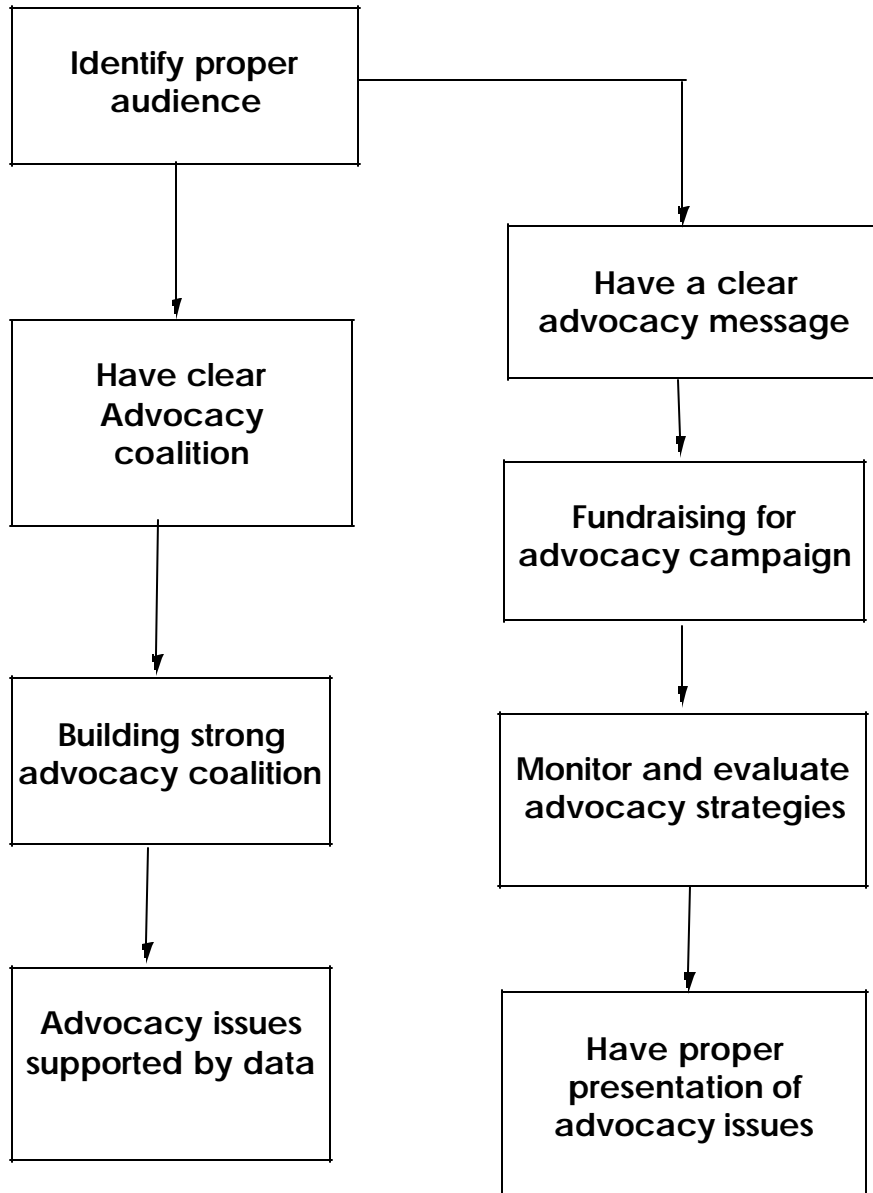 Identify proper
audience
Have clear
Advocacy
coalition
Building strong
advocacy coalition
Advocacy issues
supported by data
Have a clear
advocacy message
Fundraising for
advocacy campaign
Monitor and evaluate
advocacy strategies
Have proper
presentation of
advocacy issues